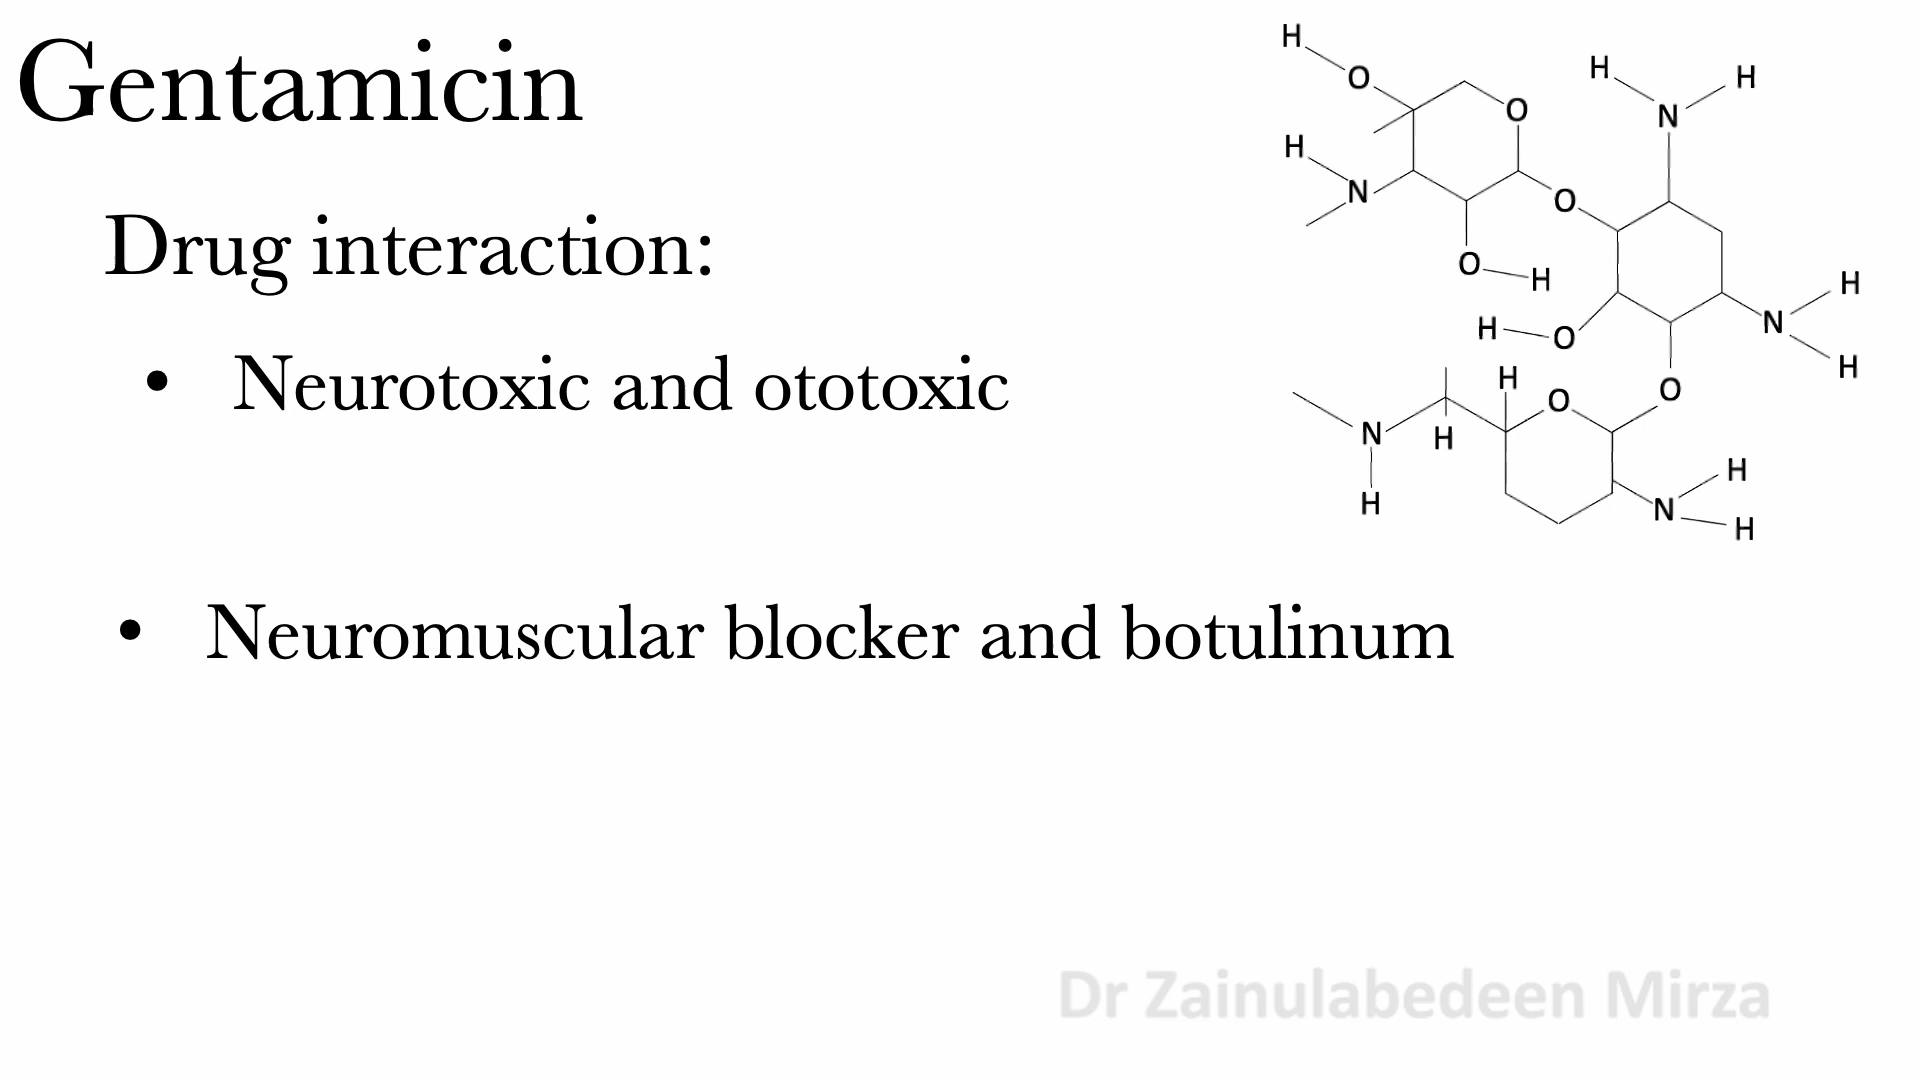 Gentamicin
Drug interaction:
• Neurotoxic and ototoxic
• Neuromuscular blocker and botulinum
H
O
H
N
O
H
O
O
H
H
N
H
O
N
H
H
O
N
H
H
H
O
N
H
H
Dr Zainulabedeen Mirza